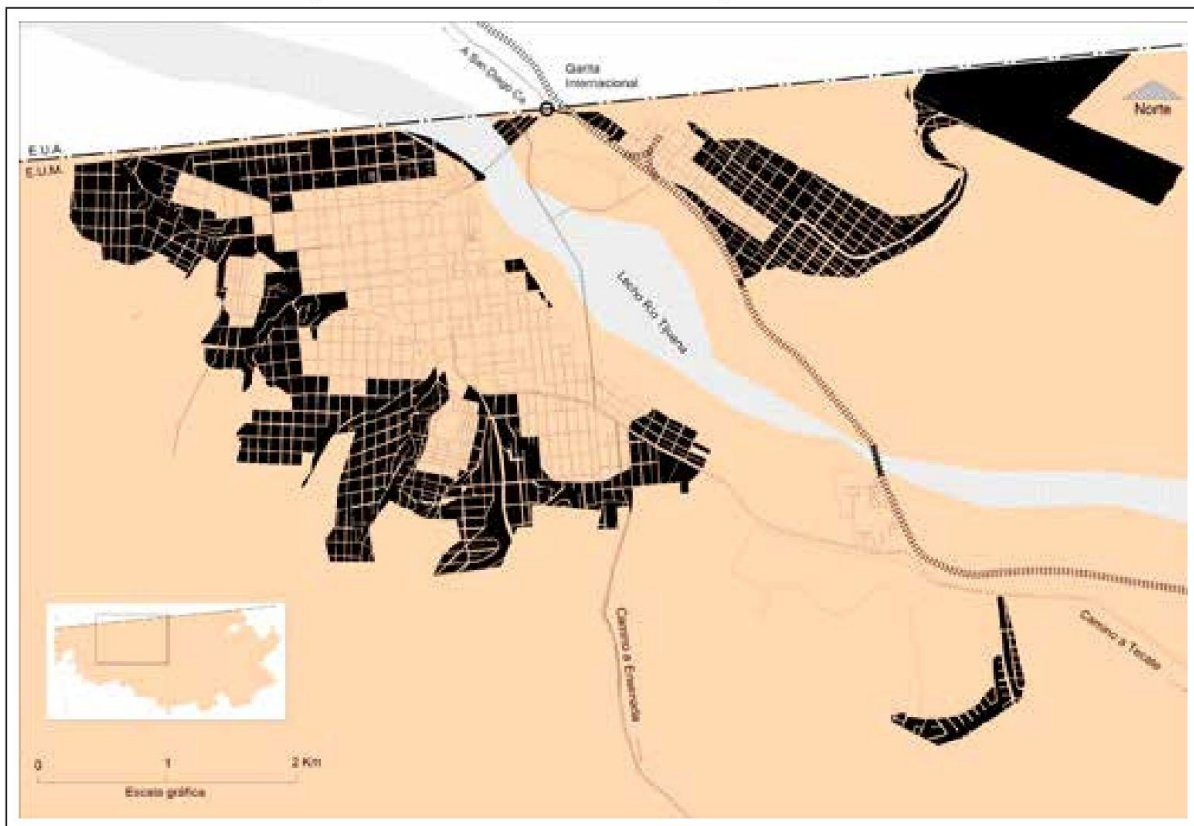 A San Diego Ca.
Garita
Internacional
Norte
E.U.A.
E.U.M.
Lecho Río Tijuana
Camino a Ensenada
Camino a Tecate
0 1 2 Km
Escala gráfica